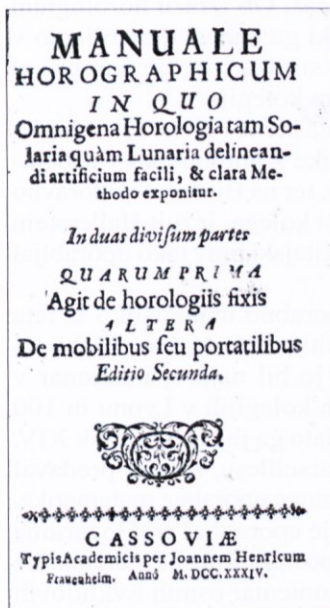 MANUALE
HOROGRAPHICUM
IN QUO
Omnigena Horologia tam So-
laria quàm Lunaria delinean-
di artificium facili, & clara Me-
thodo exponitur.
In duas divisum partes
QUARUM PRIMA
Agit de horologiis fixis
ALTERA
De mobilibus seu portatilibus
Editio Secunda.
CASSOVIÆ
Typis Academicis per Joannem Henricum
Frauenheim. Annô M. DCC.XXXIV.